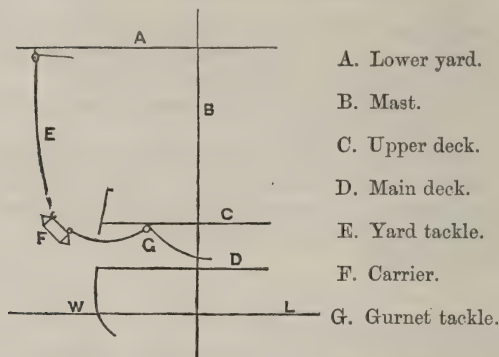 A
B
E
F
G
C
D
W
L
A. Lower yard.
B. Mast.
C. Upper deck.
D. Main deck.
E. Yard tackle.
F. Carrier.
G. Gurnet tackle.